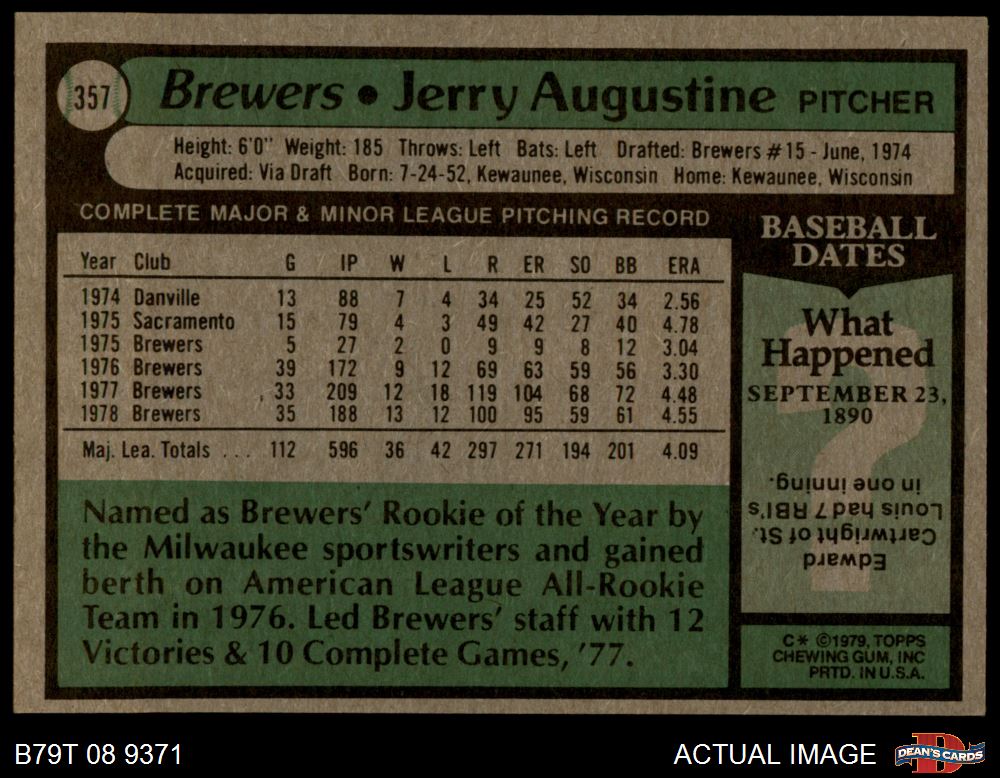 357
Brewers • Jerry Augustine PITCHER
Height: 6'0" Weight: 185 Throws: Left Bats: Left Drafted: Brewers #15 - June, 1974
Acquired: Via Draft Born: 7-24-52, Kewaunee, Wisconsin Home: Kewaunee, Wisconsin
COMPLETE MAJOR & MINOR LEAGUE PITCHING RECORD
Year Club G IP W L R ER SO BB ERA
1974 Danville 13 88 7 4 34 25 52 34 2.56
1975 Sacramento 15 79 4 3 49 42 27 40 4.78
1975 Brewers 5 27 2 0 9 9 8 12 3.04
1976 Brewers 39 172 9 12 69 63 59 56 3.30
1977 Brewers 33 209 12 18 119 104 68 72 4.48
1978 Brewers 35 188 13 12 100 95 59 61 4.55
Maj. Lea. Totals . . . 112 596 36 42 297 271 194 201 4.09
Named as Brewers' Rookie of the Year by
the Milwaukee sportswriters and gained
berth on American League All-Rookie
Team in 1976. Led Brewers' staff with 12
Victories & 10 Complete Games, '77.
BASEBALL
DATES
What
Happened
SEPTEMBER 23,
1890
?
Edward
Cartwright of St.
Louis had 7 RBI's
in one inning.
C* ©1979, TOPPS
CHEWING GUM, INC
PRTD. IN U.S.A.
B79T 08 9371
ACTUAL IMAGE
DEAN'S CARDS